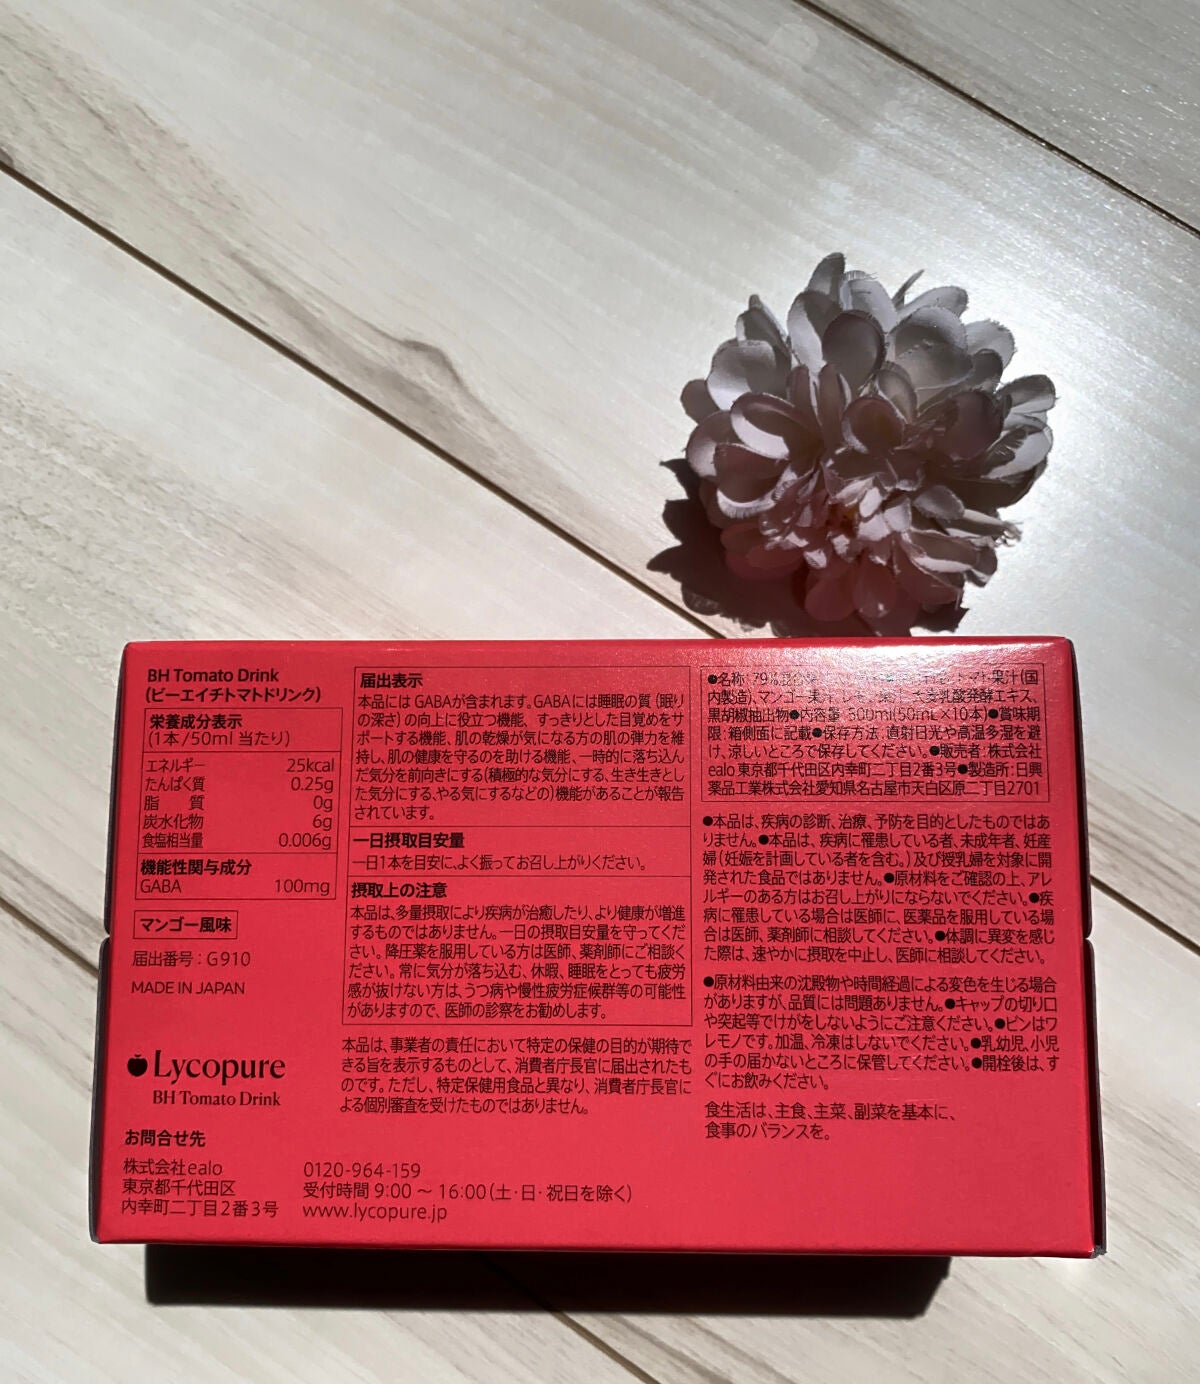 BH Tomato Drink
(ビーエイチトマトドリンク)
栄養成分表示
(1本/50ml 当たり)
エネルギー 25kcal
たんぱく質 0.25g
脂 質 0g
炭水化物 6g
食塩相当量 0.006g
機能性関与成分
GABA 100mg
マンゴー風味
届出番号:G910
MADE IN JAPAN
Lycopure
BH Tomato Drink
お問合せ先
株式会社ealo
東京都千代田区
内幸町二丁目2番3号
0120-964-159
受付時間 9:00 ～ 16:00(土・日・祝日を除く)
www.lycopure.jp
届出表示
本品にはGABAが含まれます。GABAには睡眠の質(眠り
の深さ)の向上に役立つ機能、すっきりとした目覚めをサ
ポートする機能、肌の乾燥が気になる方の肌の弾力を維
持し、肌の健康を守るのを助ける機能、一時的に落ち込ん
だ気分を前向きにする(積極的な気分にする、生き生きとし
た気分にする、やる気にするなどの)機能があることが報告
されています。
一日摂取目安量
一日1本を目安に、よく振ってお召し上がりください。
摂取上の注意
本品は、多量摂取により疾病が治癒したり、より健康が増進
するものではありません。一日の摂取目安量を守ってくだ
さい。降圧薬を服用している方は医師、薬剤師にご相談く
ださい。常に気分が落ち込む、休暇、睡眠をとっても疲労
感が抜けない方は、うつ病や慢性疲労症候群等の可能性
がありますので、医師の診察をお勧めします。
本品は、事業者の責任において特定の保健の目的が期待で
きる旨を表示するものとして、消費者庁長官に届出されたも
のです。ただし、特定保健用食品と異なり、消費者庁長官に
よる個別審査を受けたものではありません。
●名称:79%混合 トマト果汁(国
内製造)、マンゴー果汁、レモン果汁、大麦乳酸発酵エキス、
黒胡椒抽出物●内容量:500ml(50mL×10本)●賞味期
限:箱側面に記載●保存方法:直射日光や高温多湿を避
け、涼しいところで保存してください。●販売者:株式会社
ealo 東京都千代田区内幸町二丁目2番3号●製造所:日興
薬品工業株式会社愛知県名古屋市天白区原二丁目2701
●本品は、疾病の診断、治療、予防を目的としたものではあ
りません。●本品は、疾病に罹患している者、未成年者、妊産
婦(妊娠を計画している者を含む。)及び授乳婦を対象に開
発された食品ではありません。●原材料をご確認の上、アレ
ルギーのある方はお召し上がりにならないでください。●疾
病に罹患している場合は医師に、医薬品を服用している場
合は医師、薬剤師に相談してください。●体調に異変を感じ
た際は、速やかに摂取を中止し、医師に相談してください。
●原材料由来の沈殿物や時間経過による変色を生じる場合
がありますが、品質には問題ありません。●キャップの切り口
や突起等でけがをしないようにご注意ください。●ビンはワ
レモノです。加温、冷凍はしないでください。●乳幼児、小児
の手の届かないところに保管してください。●開栓後は、す
ぐにお飲みください。
食生活は、主食、主菜、副菜を基本に、
食事のバランスを。